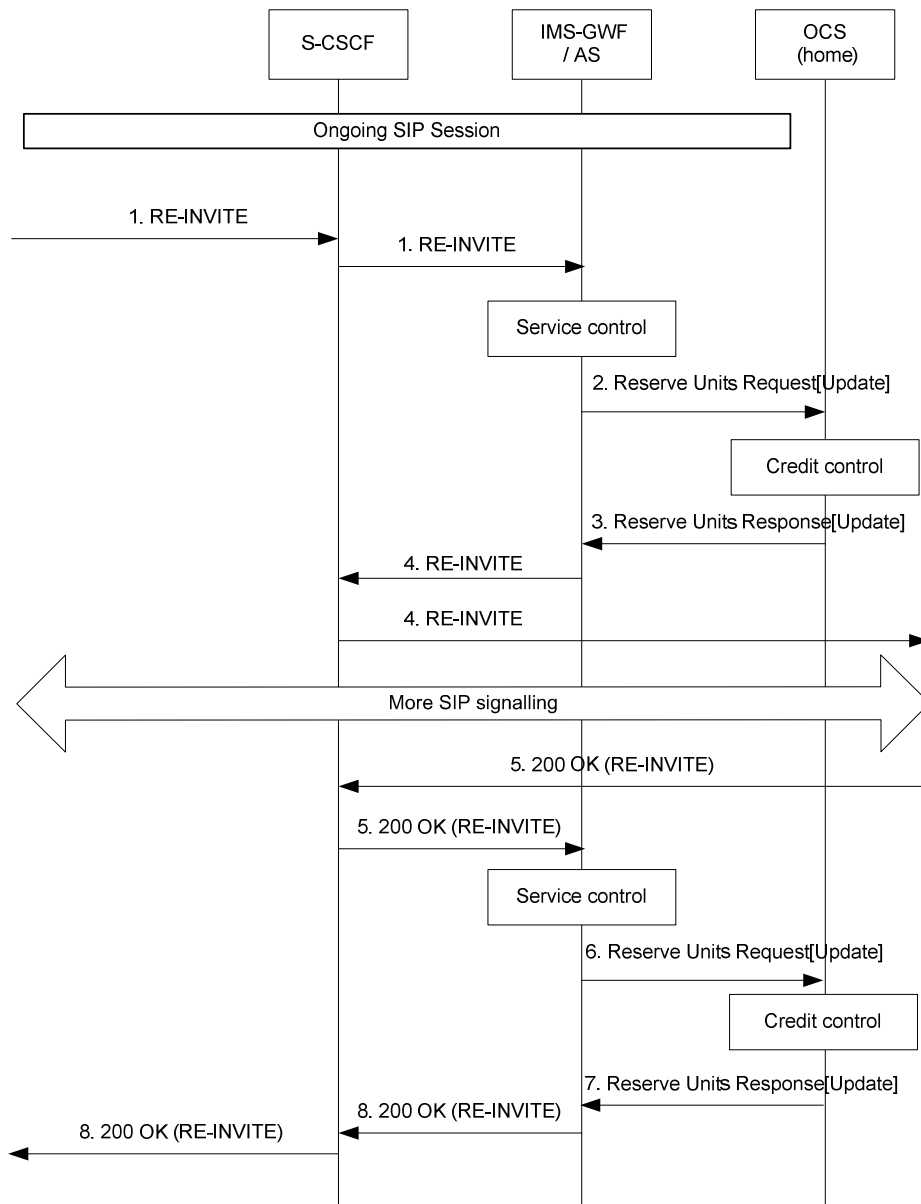 S-CSCF
IMS-GWF
/ AS
OCS
(home)
Ongoing SIP Session
1. RE-INVITE
1. RE-INVITE
Service control
2. Reserve Units Request[Update]
Credit control
3. Reserve Units Response[Update]
4. RE-INVITE
4. RE-INVITE
More SIP signalling
5. 200 OK (RE-INVITE)
5. 200 OK (RE-INVITE)
Service control
6. Reserve Units Request[Update]
Credit control
7. Reserve Units Response[Update]
8. 200 OK (RE-INVITE)
8. 200 OK (RE-INVITE)